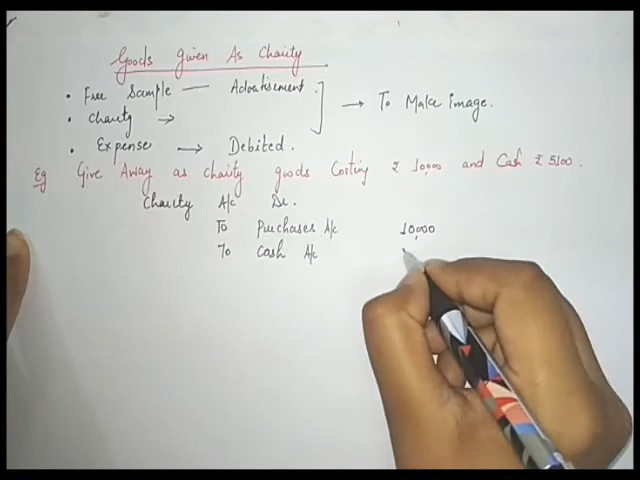 Goods Given As Charity
• Free Sample — Advertisement.
• Charity →
→ To Make image.
• Expense → Debited.
Eg Give Away as charity goods Costing ₹ 10,000 and Cash ₹ 5100.
Charity A/c Dr.
To Purchases A/c 10,000
To Cash A/c